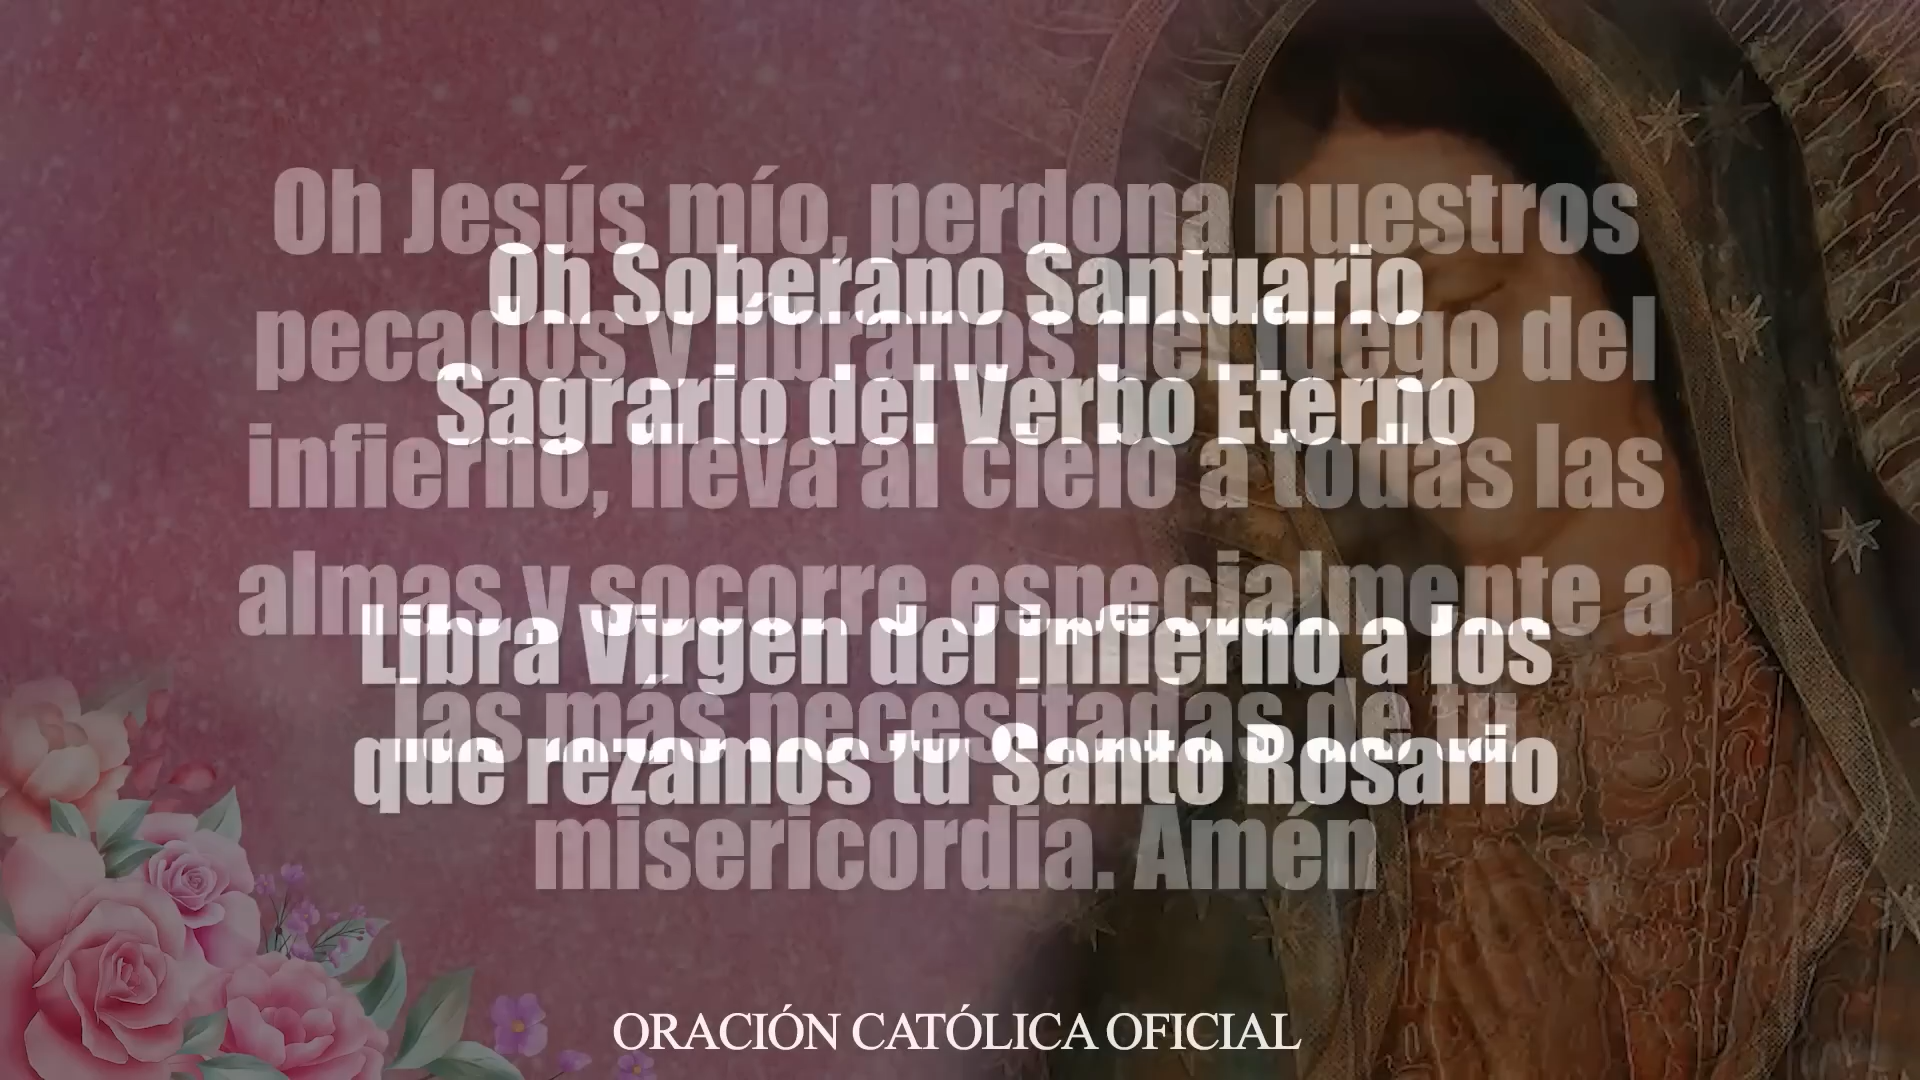 Oh Jesús mío, perdona nuestros
pecados y líbranos del fuego del
infierno, lleva al cielo a todas las
almas y socorre especialmente a
las más necesitadas de tu
misericordia. Amén
Oh Soberano Santuario
Sagrario del Verbo Eterno
Libra Virgen del infierno a los
que rezamos tu Santo Rosario
ORACIÓN CATÓLICA OFICIAL